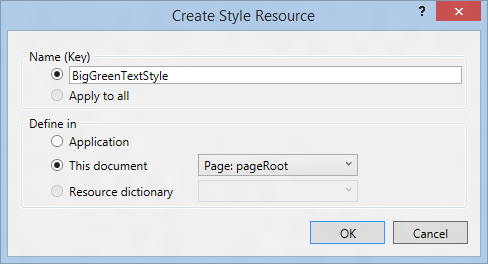 Create Style Resource
?
Name (Key)
BigGreenTextStyle
Apply to all
Define in
Application
This document Page: pageRoot
Resource dictionary
OK Cancel